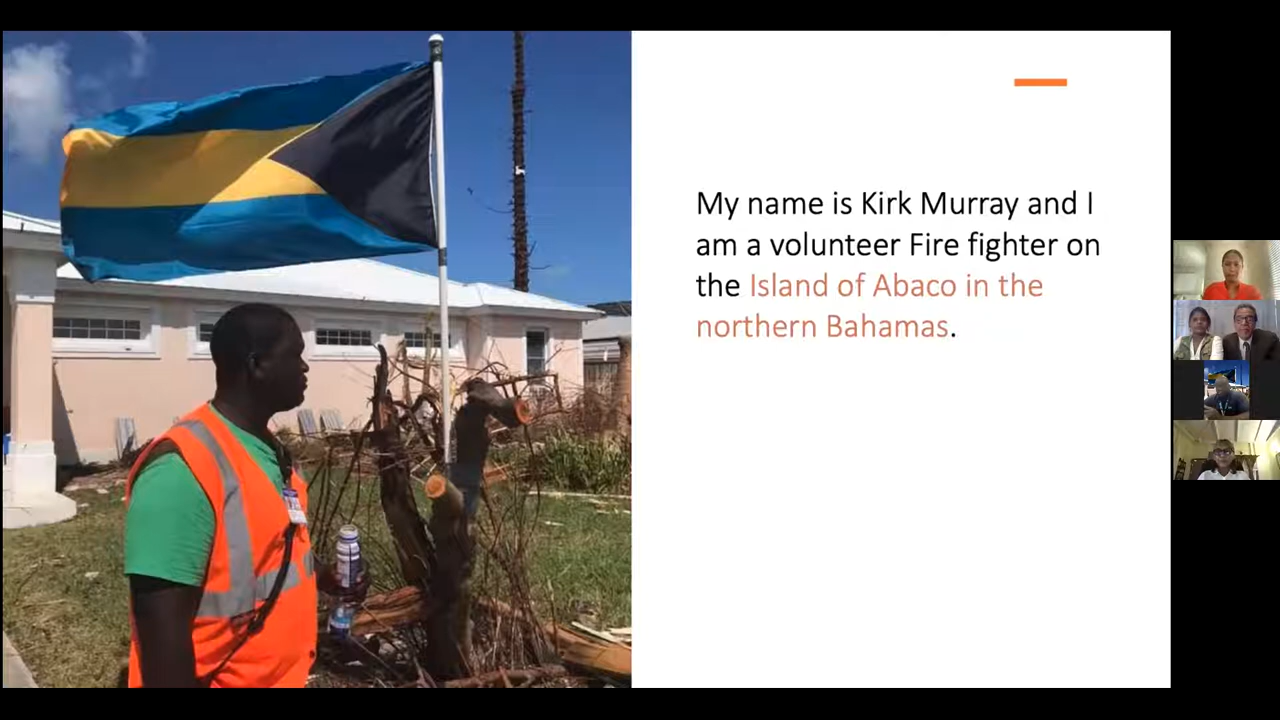 My name is Kirk Murray and I
am a volunteer Fire fighter on
the Island of Abaco in the
northern Bahamas.